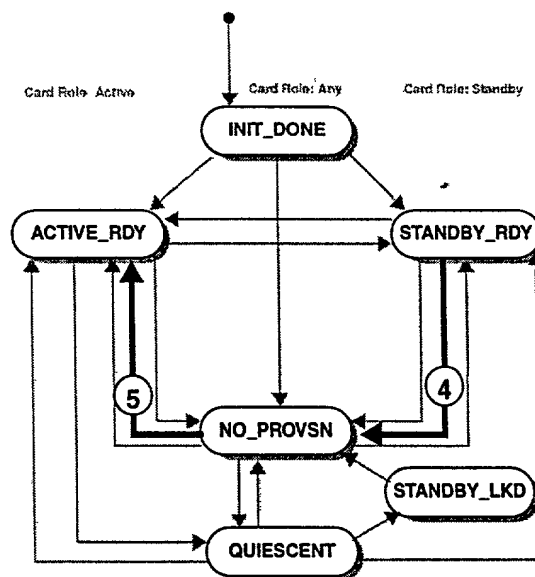 Card Role: Active
Card Role: Any
Card Role: Standby
INIT_DONE
ACTIVE_RDY
STANDBY_RDY
5
4
NO_PROVSN
STANDBY_LKD
QUIESCENT